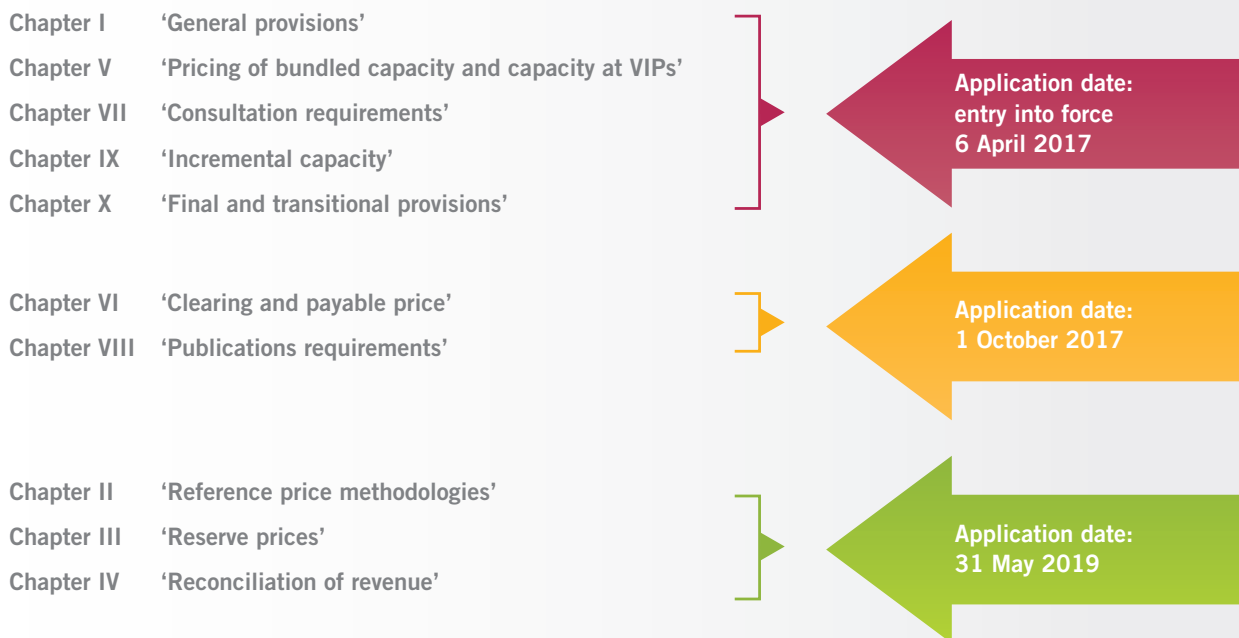 Chapter I ‘General provisions’
Chapter V ‘Pricing of bundled capacity and capacity at VIPs’
Chapter VII ‘Consultation requirements’
Chapter IX ‘Incremental capacity’
Chapter X ‘Final and transitional provisions’
Application date:
entry into force
6 April 2017
Chapter VI ‘Clearing and payable price’
Chapter VIII ‘Publications requirements’
Application date:
1 October 2017
Chapter II ‘Reference price methodologies’
Chapter III ‘Reserve prices’
Chapter IV ‘Reconciliation of revenue’
Application date:
31 May 2019